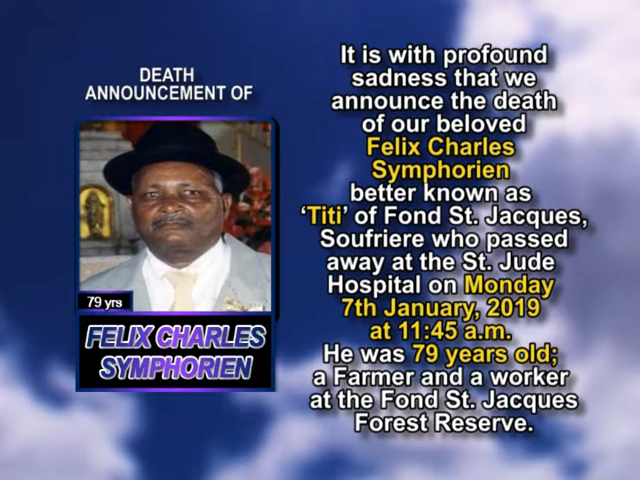 DEATH
ANNOUNCEMENT OF
79 yrs
FELIX CHARLES
SYMPHORIEN
It is with profound
sadness that we
announce the death
of our beloved
Felix Charles
Symphorien
better known as
‘Titi’ of Fond St. Jacques,
Soufriere who passed
away at the St. Jude
Hospital on Monday
7th January, 2019
at 11:45 a.m.
He was 79 years old;
a Farmer and a worker
at the Fond St. Jacques
Forest Reserve.